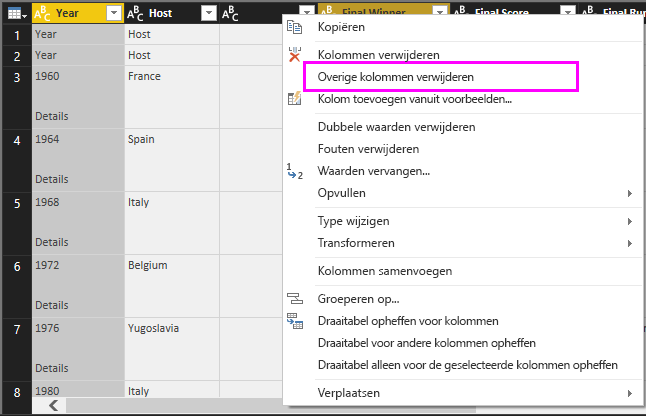 Year Host Final Winner Final Score Final Run
1 Year Host
2 Year Host
3 1960 France
Details
4 1964 Spain
Details
5 1968 Italy
Details
6 1972 Belgium
Details
7 1976 Yugoslavia
Details
8 1980 Italy
Kopiëren
Kolommen verwijderen
Overige kolommen verwijderen
Kolom toevoegen vanuit voorbeelden...
Dubbele waarden verwijderen
Fouten verwijderen
Waarden vervangen...
Opvullen
Type wijzigen
Transformeren
Kolommen samenvoegen
Groeperen op...
Draaitabel opheffen voor kolommen
Draaitabel voor andere kolommen opheffen
Draaitabel alleen voor de geselecteerde kolommen opheffen
Verplaatsen